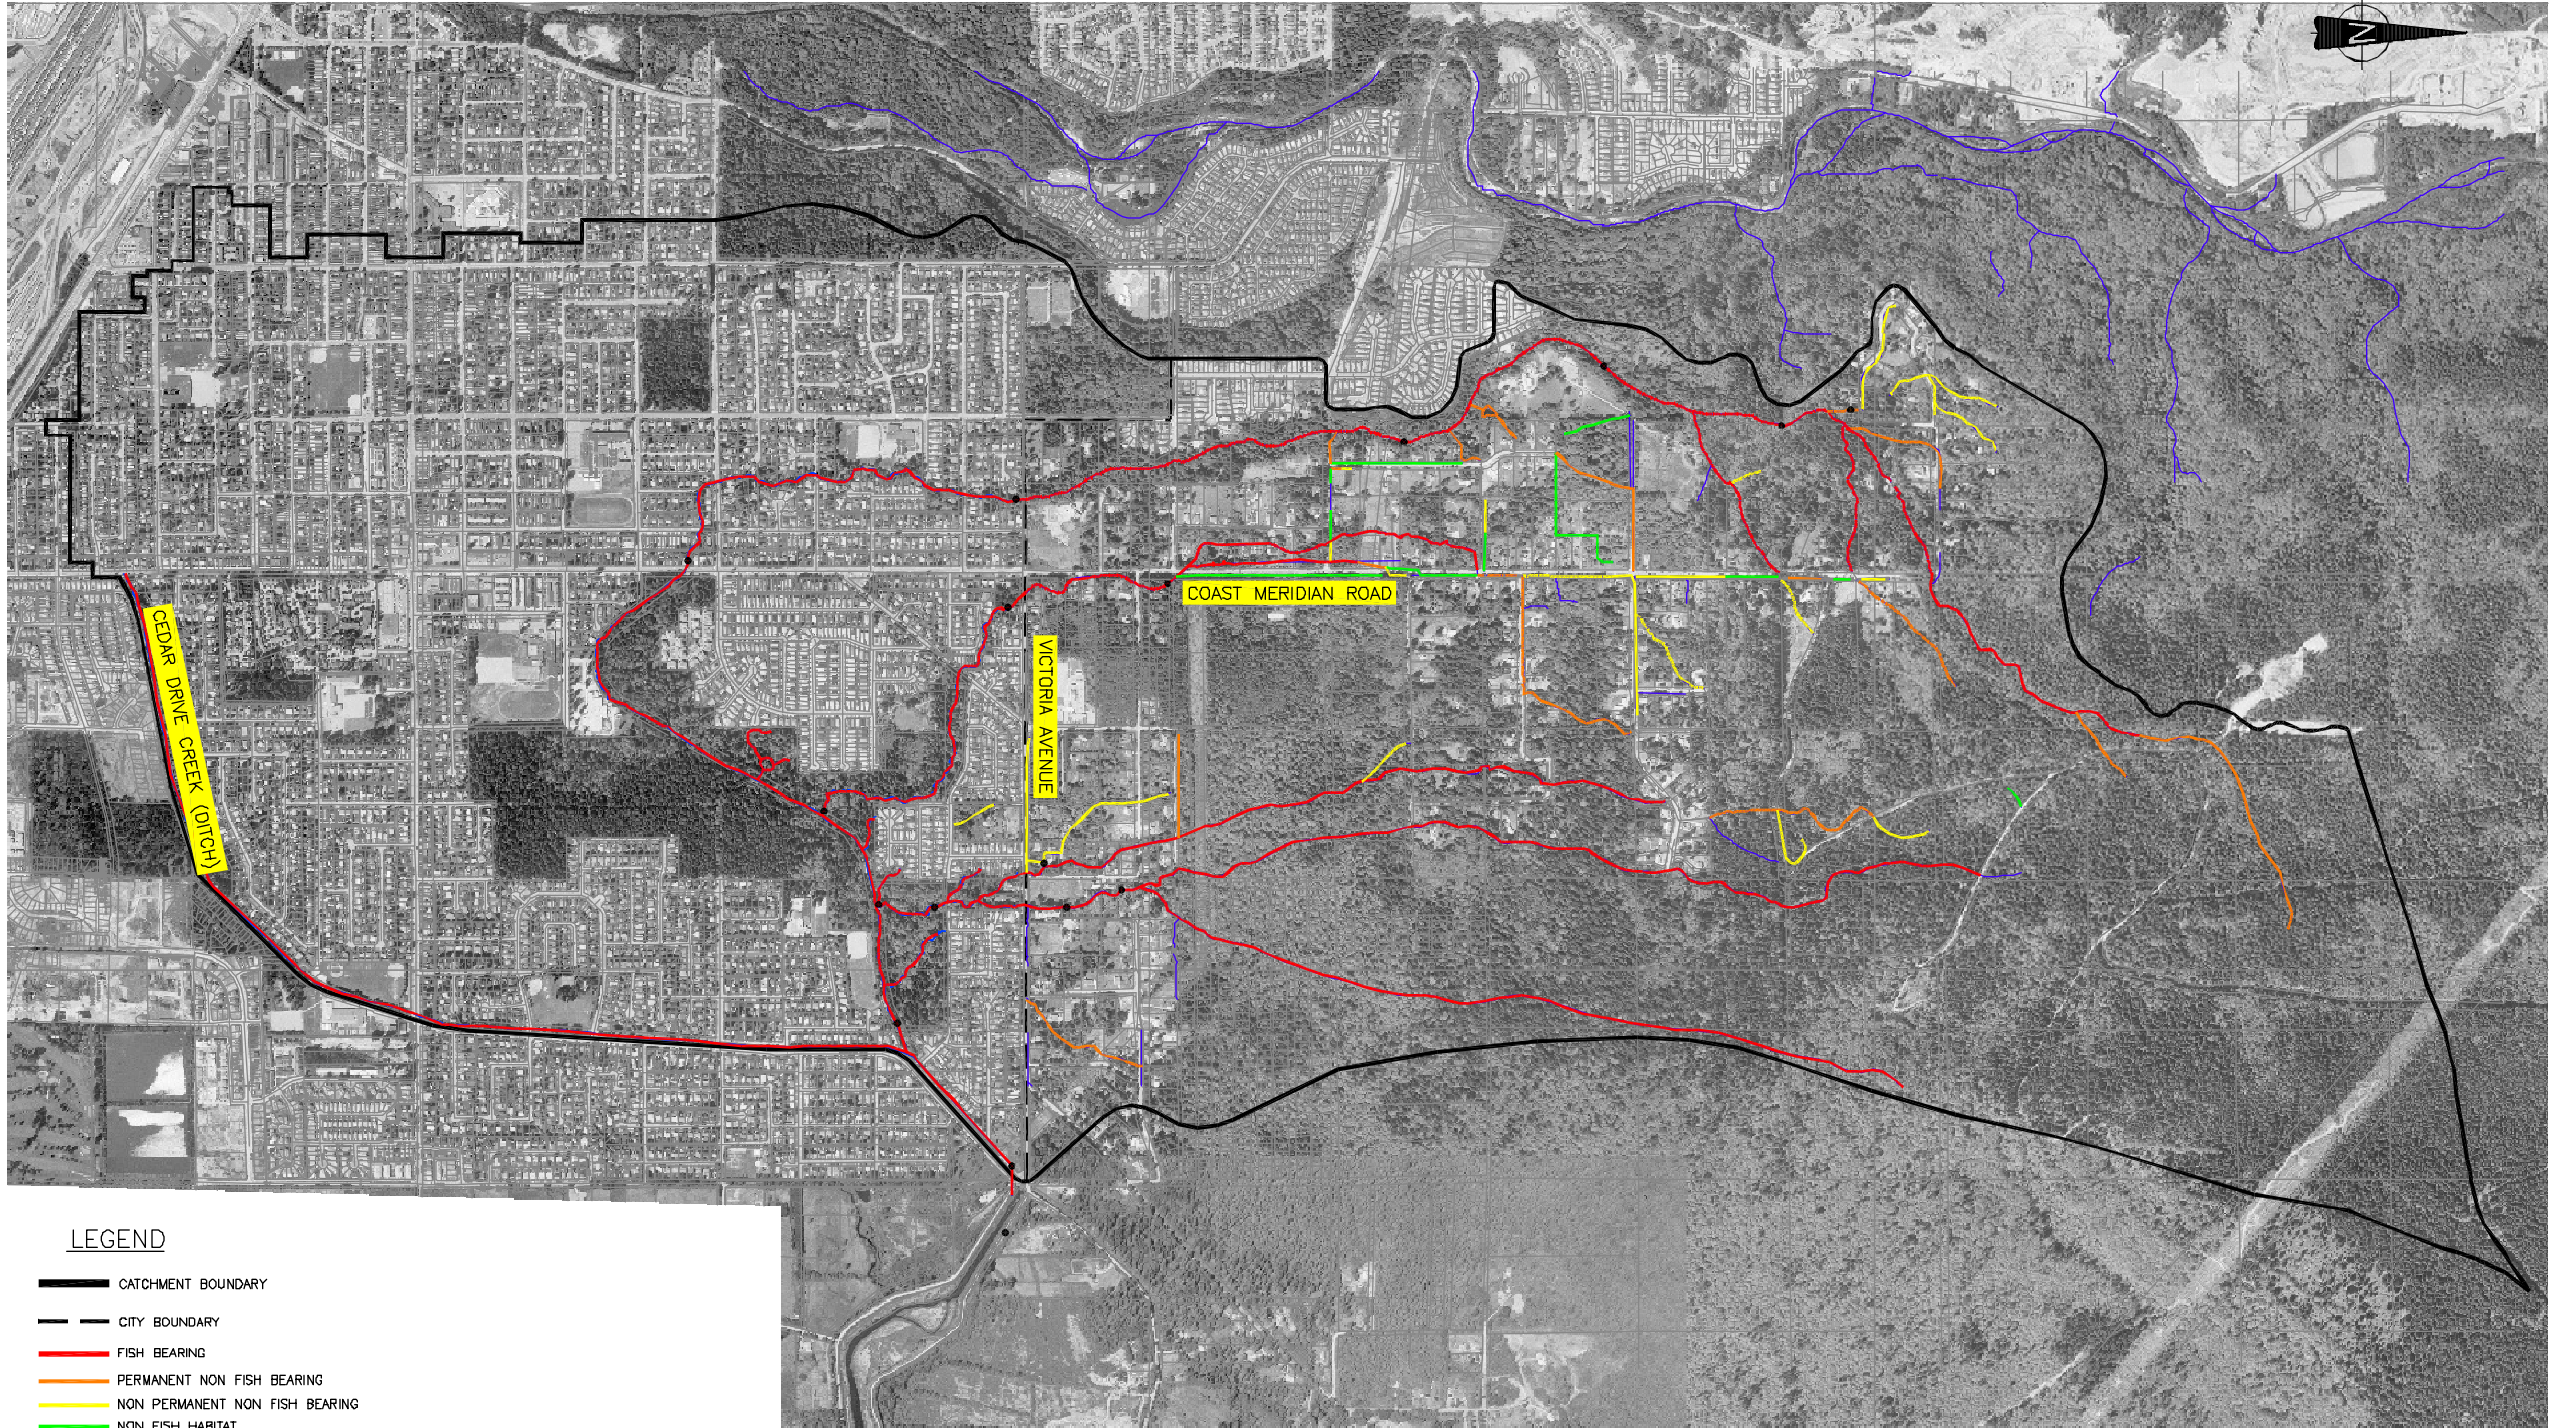 N
COAST MERIDIAN ROAD
CEDAR DRIVE CREEK (DITCH)
VICTORIA AVENUE
LEGEND
CATCHMENT BOUNDARY
CITY BOUNDARY
FISH BEARING
PERMANENT NON FISH BEARING
NON PERMANENT NON FISH BEARING
NON FISH HABITAT